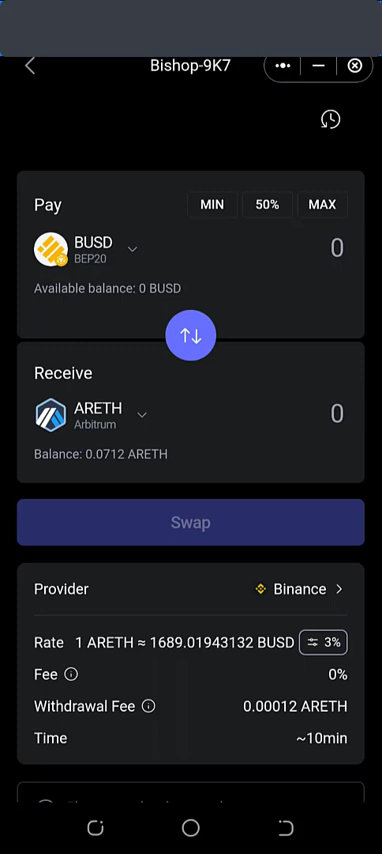 Bishop-9K7
Pay MIN 50% MAX
BUSD 0
BEP20
Available balance: 0 BUSD
Receive
ARETH 0
Arbitrum
Balance: 0.0712 ARETH
Swap
Provider Binance
Rate 1 ARETH ≈ 1689.01943132 BUSD 3%
Fee 0%
Withdrawal Fee 0.00012 ARETH
Time ~10min